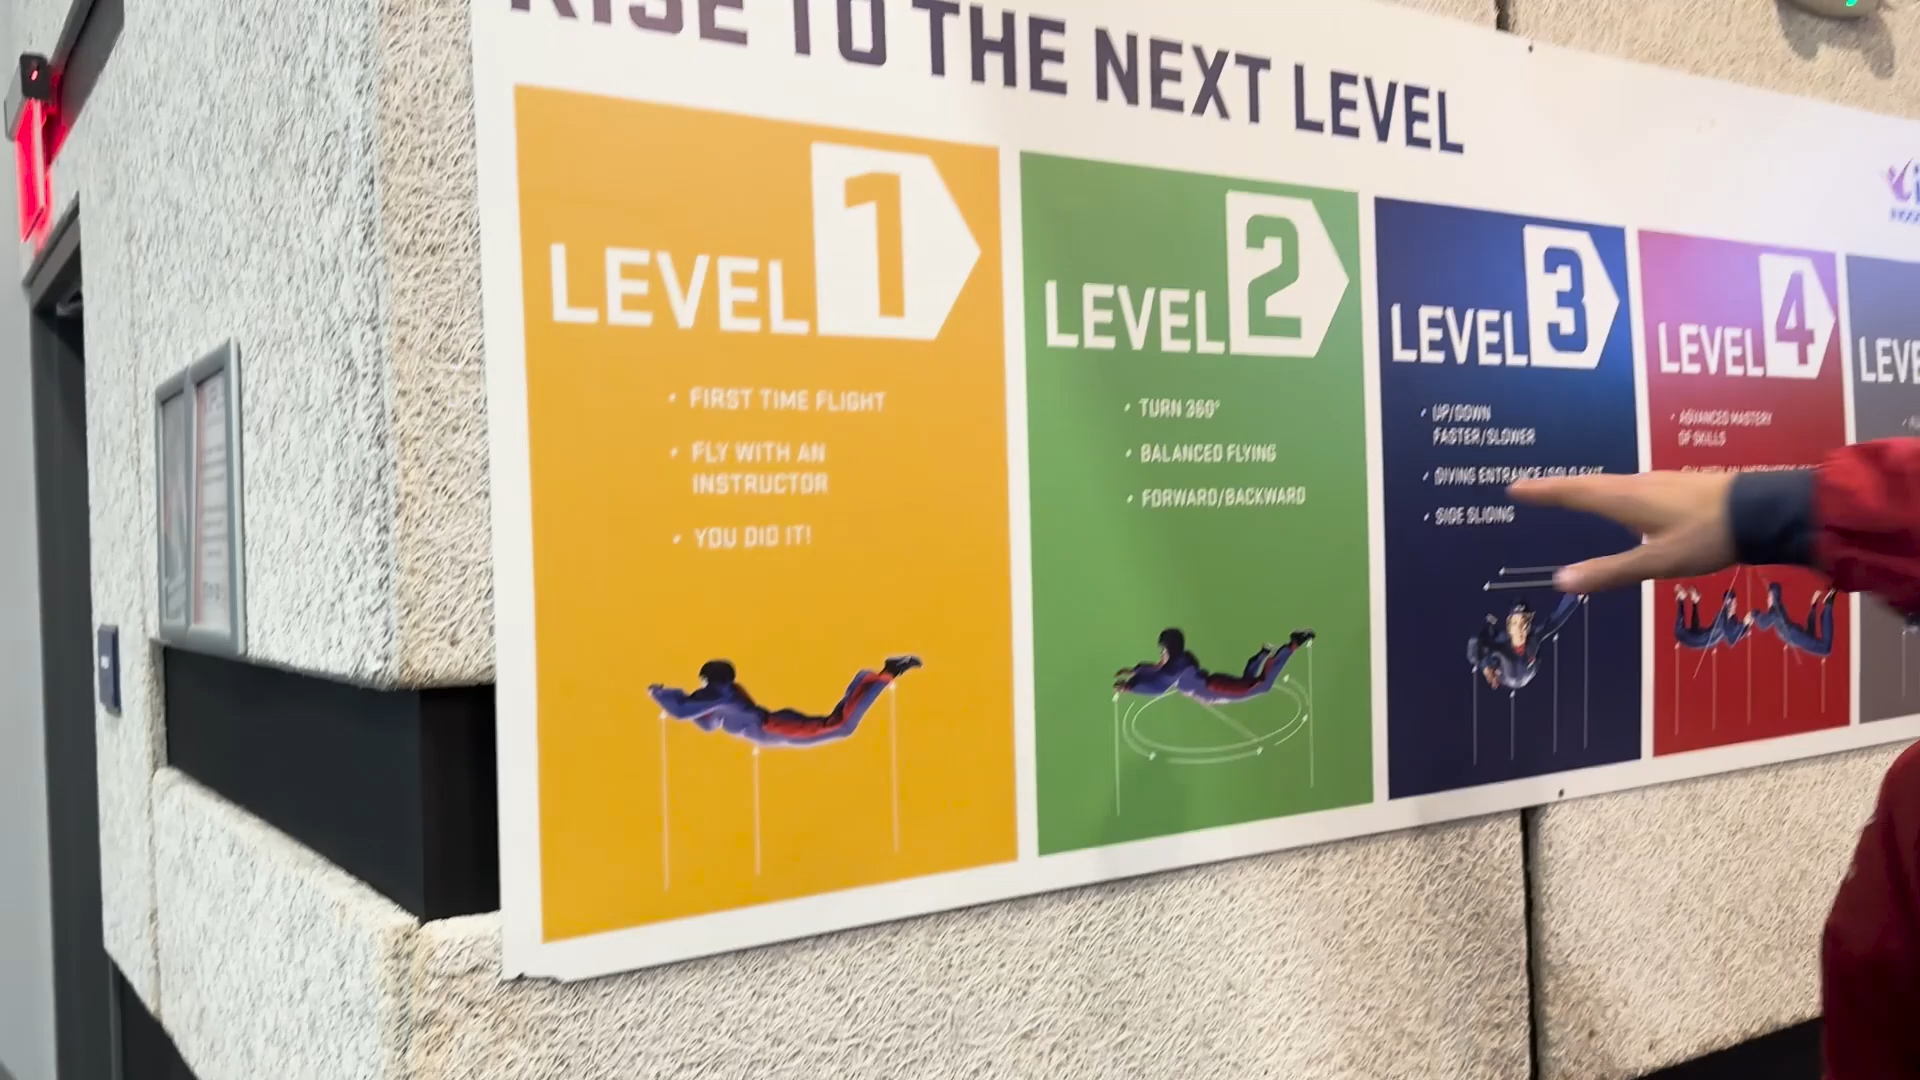 RISE TO THE NEXT LEVEL
LEVEL 1
• FIRST TIME FLIGHT
• FLY WITH AN
INSTRUCTOR
• YOU DID IT!
LEVEL 2
• TURN 360°
• BALANCED FLYING
• FORWARD/BACKWARD
LEVEL 3
• UP/DOWN
FASTER/SLOWER
• DIVING ENTRANCE/SOLO EXIT
• SIDE SLIDING
LEVEL 4
• ADVANCED MASTERY
OF SKILLS
LEVE